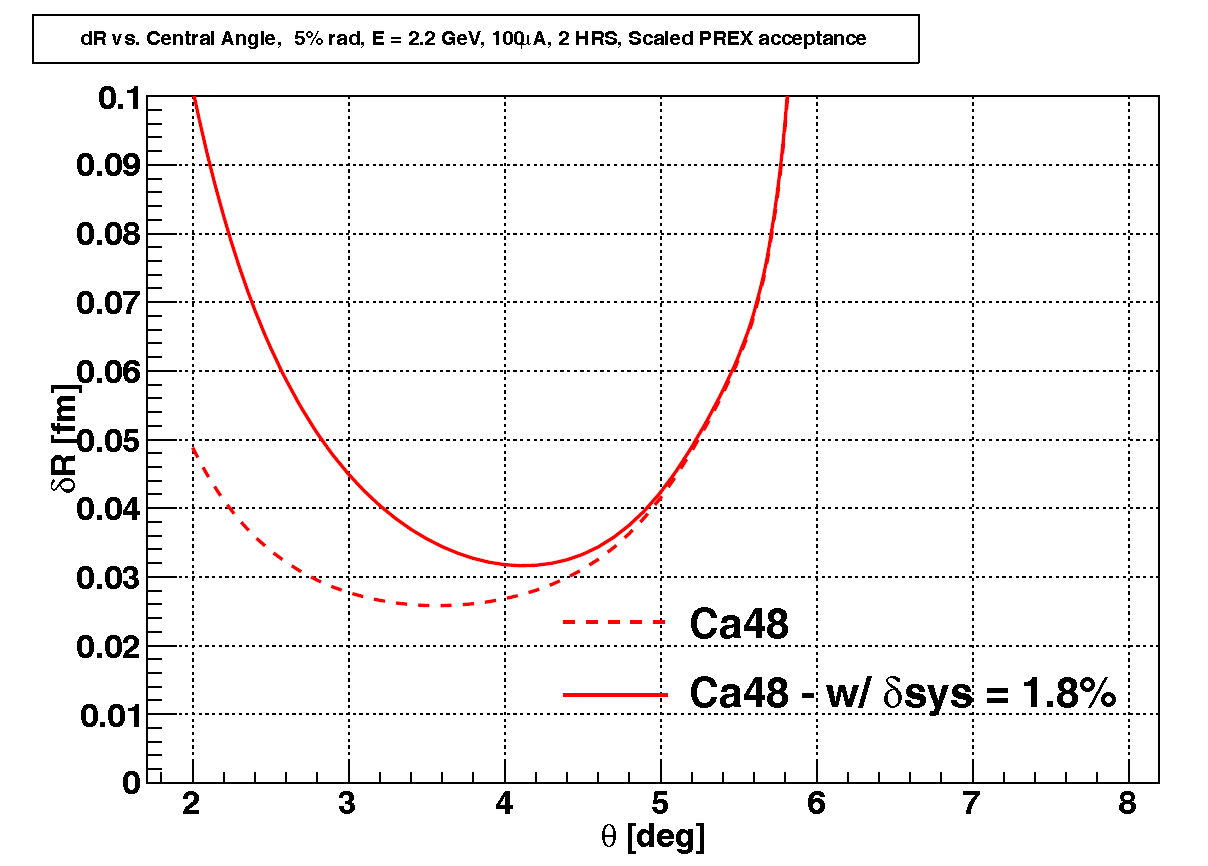 dR vs. Central Angle, 5% rad, E = 2.2 GeV, 100μA, 2 HRS, Scaled PREX acceptance
0.1
0.09
0.08
0.07
0.06
0.05
0.04
0.03
0.02
0.01
0
δR [fm]
Ca48
Ca48 - w/ δsys = 1.8%
2 3 4 5 6 7 8
θ [deg]